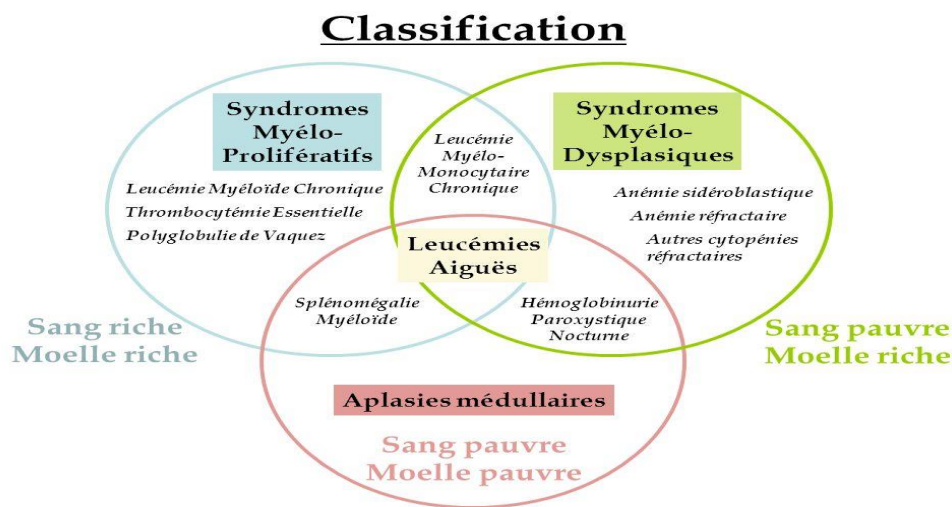 Classification
Syndromes
Myélo-
Prolifératifs
Leucémie Myéloïde Chronique
Thrombocytémie Essentielle
Polyglobulie de Vaquez
Leucémie
Myélo-
Monocytaire
Chronique
Syndromes
Myélo-
Dysplasiques
Anémie sidéroblastique
Anémie réfractaire
Autres cytopénies
réfractaires
Leucémies
Aiguës
Splénomégalie
Myéloïde
Hémoglobinurie
Paroxystique
Nocturne
Sang riche
Moelle riche
Sang pauvre
Moelle riche
Aplasies médullaires
Sang pauvre
Moelle pauvre